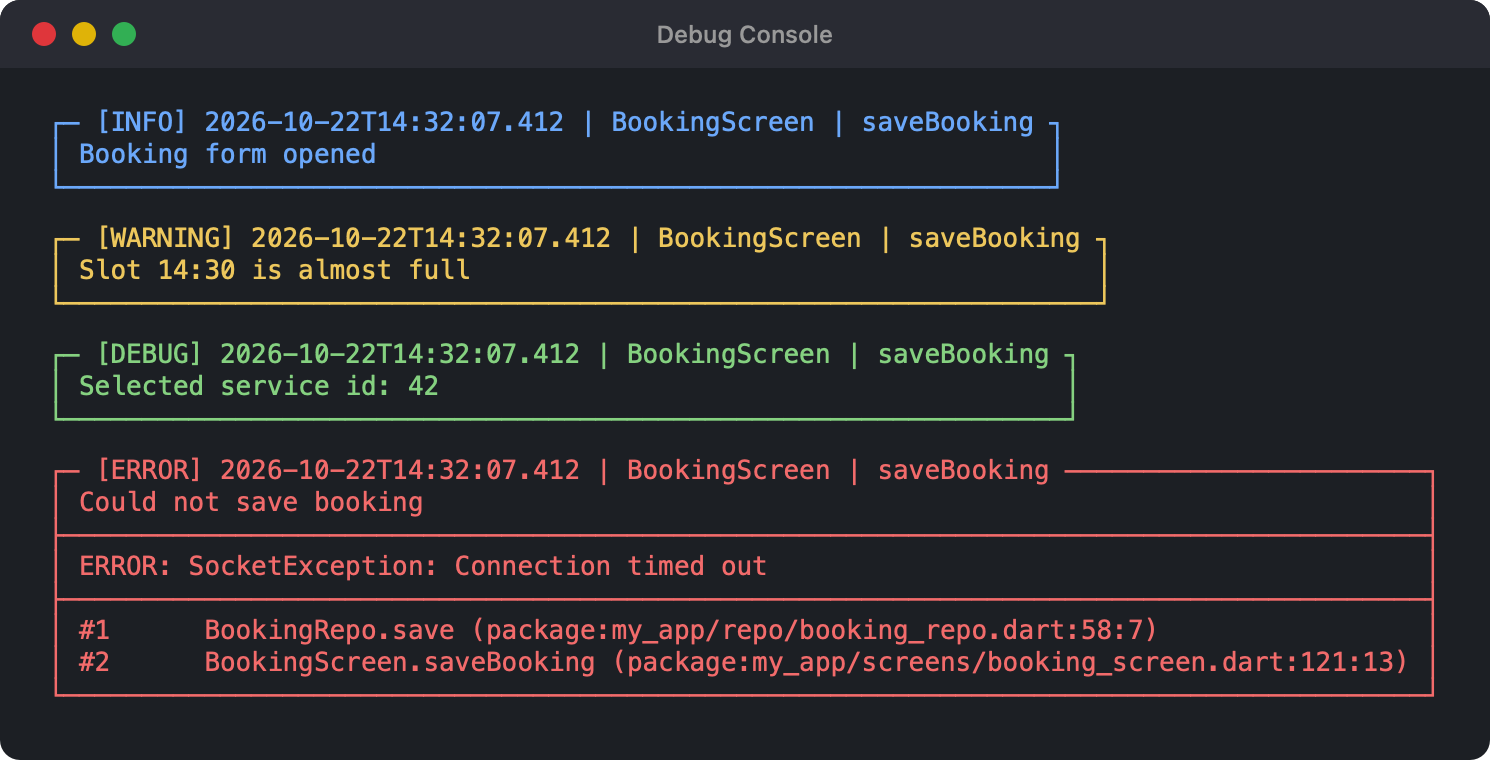 Debug Console
[INFO] 2026-10-22T14:32:07.412 | BookingScreen | saveBooking
Booking form opened
[WARNING] 2026-10-22T14:32:07.412 | BookingScreen | saveBooking
Slot 14:30 is almost full
[DEBUG] 2026-10-22T14:32:07.412 | BookingScreen | saveBooking
Selected service id: 42
[ERROR] 2026-10-22T14:32:07.412 | BookingScreen | saveBooking
Could not save booking
ERROR: SocketException: Connection timed out
#1      BookingRepo.save (package:my_app/repo/booking_repo.dart:58:7)
#2      BookingScreen.saveBooking (package:my_app/screens/booking_screen.dart:121:13)